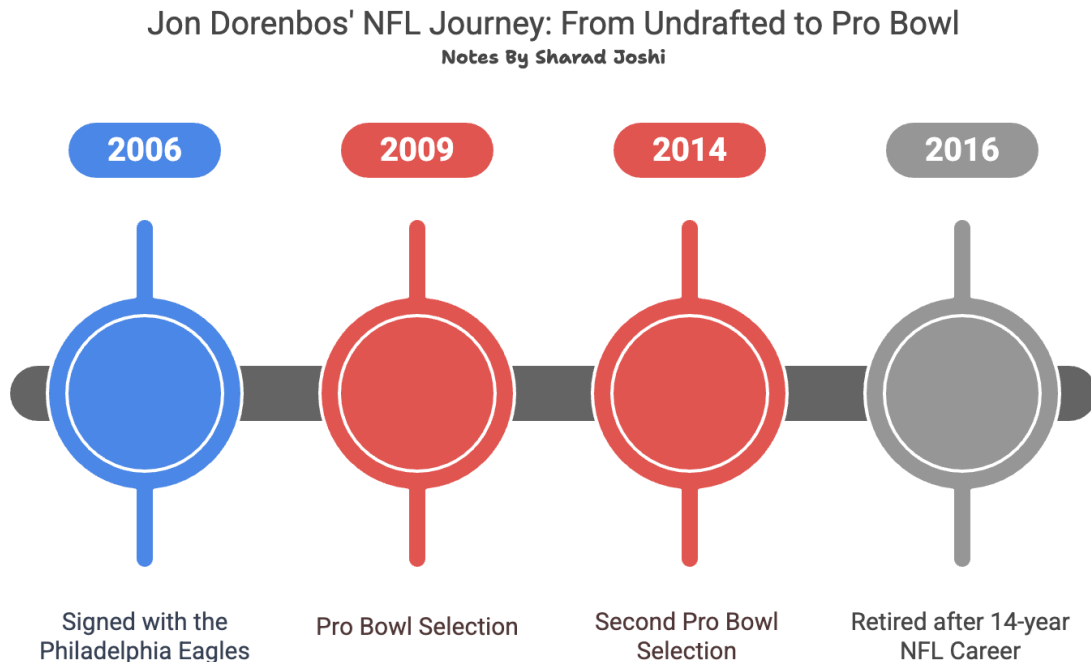 Jon Dorenbos' NFL Journey: From Undrafted to Pro Bowl
Notes By Sharad Joshi
2006
2009
2014
2016
Signed with the
Philadelphia Eagles
Pro Bowl Selection
Second Pro Bowl
Selection
Retired after 14-year
NFL Career